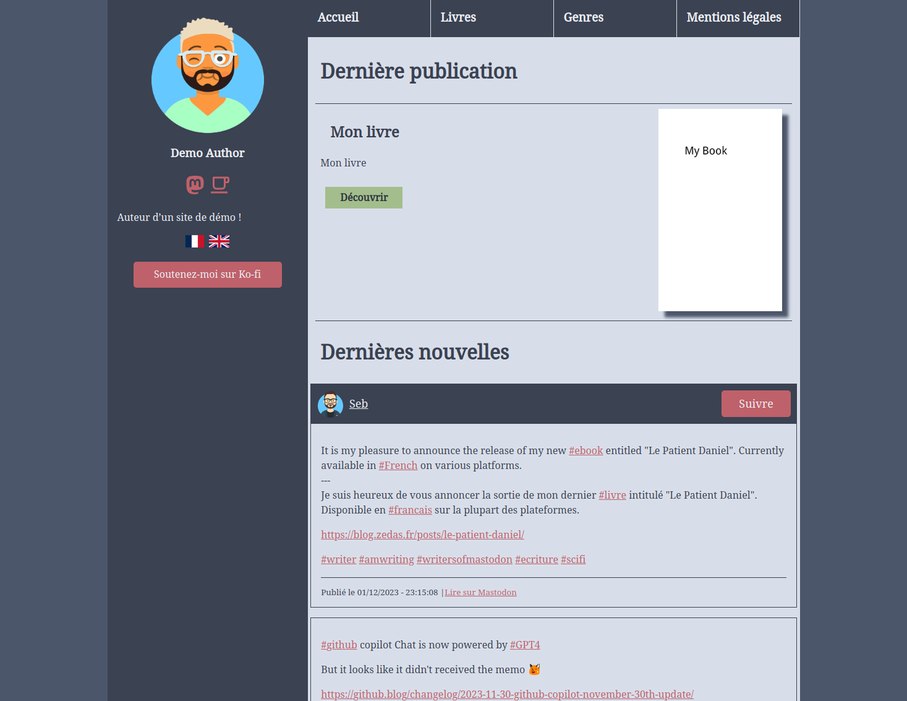 Accueil
Livres
Genres
Mentions légales
Demo Author
Auteur d'un site de démo !
Soutenez-moi sur Ko-fi
Dernière publication
Mon livre
Mon livre
Découvrir
My Book
Dernières nouvelles
Seb
Suivre
It is my pleasure to announce the release of my new #ebook entitled "Le Patient Daniel". Currently
available in #French on various platforms.
---
Je suis heureux de vous annoncer la sortie de mon dernier #livre intitulé "Le Patient Daniel".
Disponible en #francais sur la plupart des plateformes.
https://blog.zedas.fr/posts/le-patient-daniel/
#writer #amwriting #writersofmastodon #ecriture #scifi
Publié le 01/12/2023 - 23:15:08 |Lire sur Mastodon
#github copilot Chat is now powered by #GPT4
But it looks like it didn't received the memo 🦊
https://github.blog/changelog/2023-11-30-github-copilot-november-30th-update/